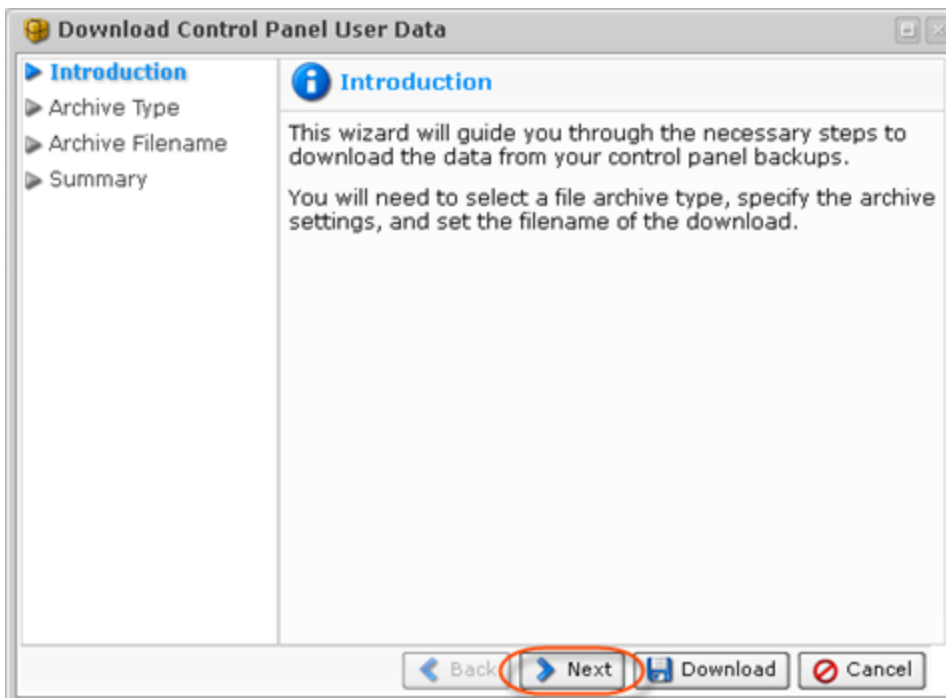 Download Control Panel User Data
Introduction
Archive Type
Archive Filename
Summary
Introduction
This wizard will guide you through the necessary steps to
download the data from your control panel backups.
You will need to select a file archive type, specify the archive
settings, and set the filename of the download.
Back
Next
Download
Cancel